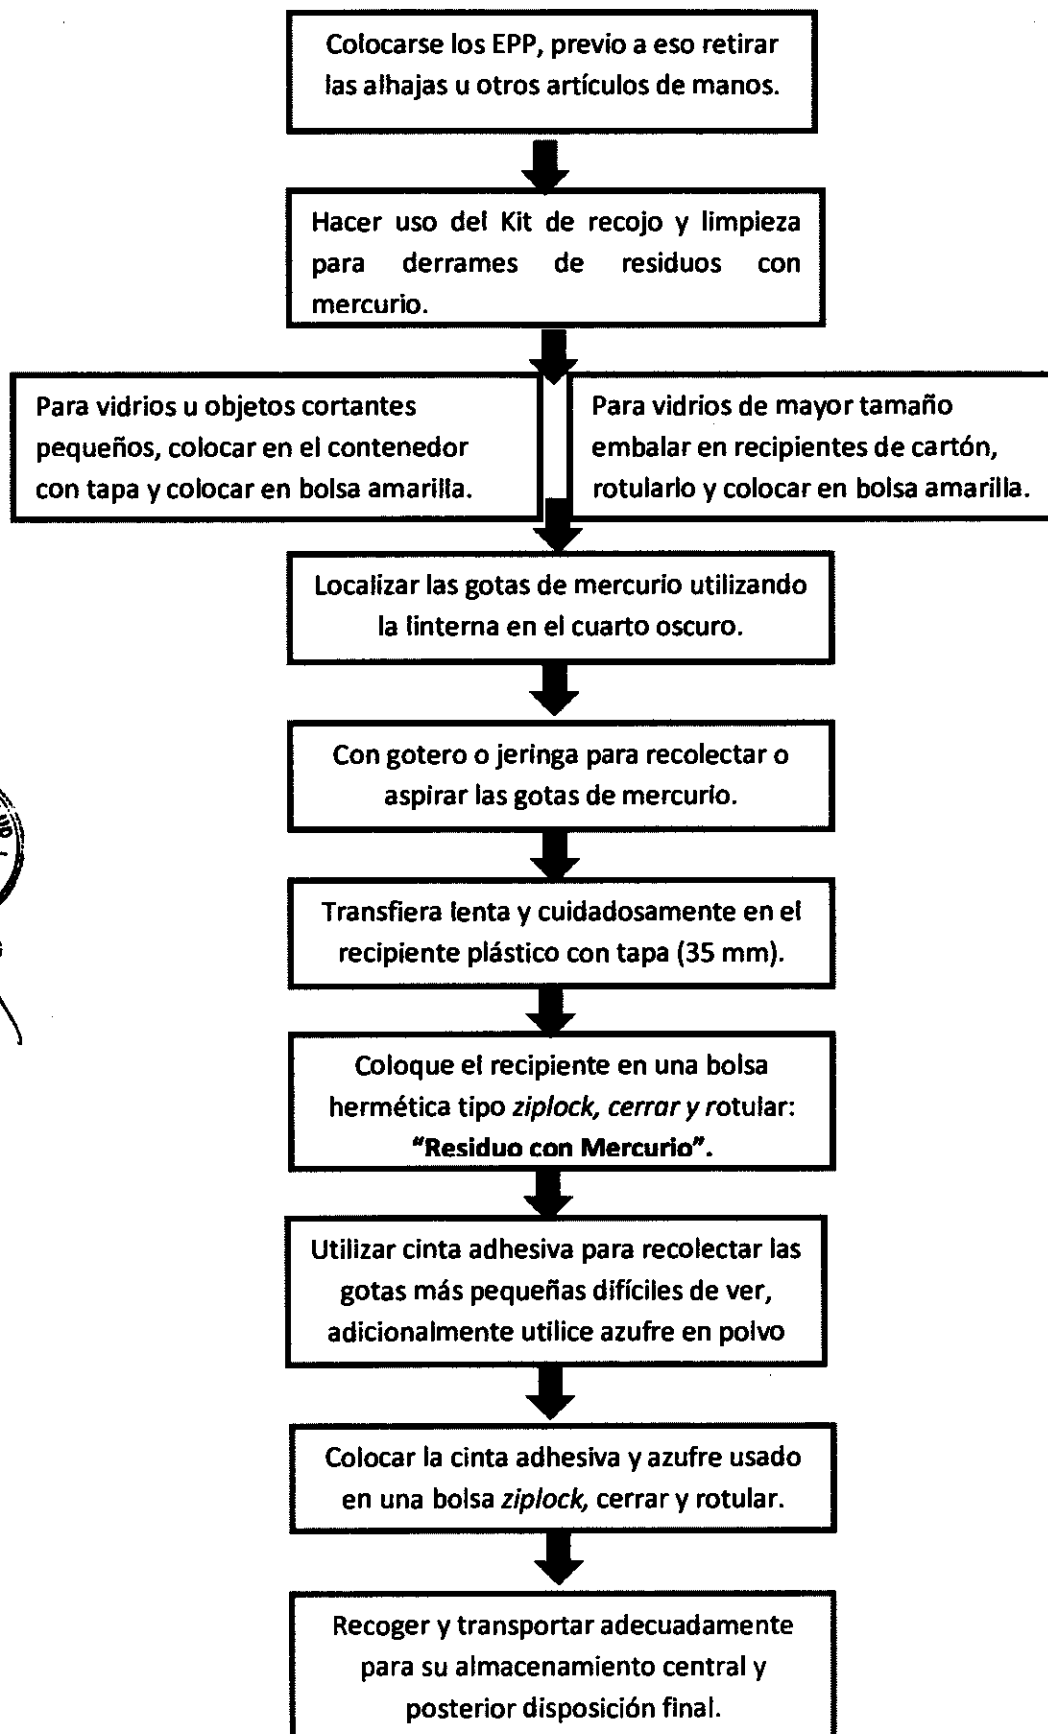 Colocarse los EPP, previo a eso retirar
las alhajas u otros artículos de manos.
Hacer uso del Kit de recojo y limpieza
para derrames de residuos con
mercurio.
Para vidrios u objetos cortantes
pequeños, colocar en el contenedor
con tapa y colocar en bolsa amarilla.
Para vidrios de mayor tamaño
embalar en recipientes de cartón,
rotularlo y colocar en bolsa amarilla.
Localizar las gotas de mercurio utilizando
la linterna en el cuarto oscuro.
Con gotero o jeringa para recolectar o
aspirar las gotas de mercurio.
Transfiera lenta y cuidadosamente en el
recipiente plástico con tapa (35 mm).
Coloque el recipiente en una bolsa
hermética tipo ziplock, cerrar y rotular:
"Residuo con Mercurio".
Utilizar cinta adhesiva para recolectar las
gotas más pequeñas difíciles de ver,
adicionalmente utilice azufre en polvo
Colocar la cinta adhesiva y azufre usado
en una bolsa ziplock, cerrar y rotular.
Recoger y transportar adecuadamente
para su almacenamiento central y
posterior disposición final.